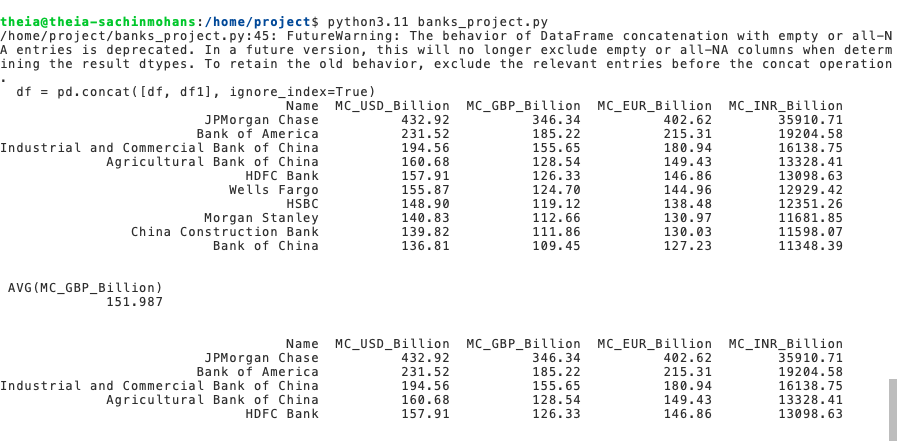 theia@theia-sachinmohans:/home/project$ python3.11 banks_project.py
/home/project/banks_project.py:45: FutureWarning: The behavior of DataFrame concatenation with empty or all-N
A entries is deprecated. In a future version, this will no longer exclude empty or all-NA columns when determ
ining the result dtypes. To retain the old behavior, exclude the relevant entries before the concat operation
.
  df = pd.concat([df, df1], ignore_index=True)
                                   Name  MC_USD_Billion  MC_GBP_Billion  MC_EUR_Billion  MC_INR_Billion
                         JPMorgan Chase          432.92          346.34          402.62        35910.71
                        Bank of America          231.52          185.22          215.31        19204.58
Industrial and Commercial Bank of China          194.56          155.65          180.94        16138.75
             Agricultural Bank of China          160.68          128.54          149.43        13328.41
                              HDFC Bank          157.91          126.33          146.86        13098.63
                            Wells Fargo          155.87          124.70          144.96        12929.42
                                   HSBC          148.90          119.12          138.48        12351.26
                         Morgan Stanley          140.83          112.66          130.97        11681.85
                China Construction Bank          139.82          111.86          130.03        11598.07
                          Bank of China          136.81          109.45          127.23        11348.39
 AVG(MC_GBP_Billion)
             151.987
                                   Name  MC_USD_Billion  MC_GBP_Billion  MC_EUR_Billion  MC_INR_Billion
                         JPMorgan Chase          432.92          346.34          402.62        35910.71
                        Bank of America          231.52          185.22          215.31        19204.58
Industrial and Commercial Bank of China          194.56          155.65          180.94        16138.75
             Agricultural Bank of China          160.68          128.54          149.43        13328.41
                              HDFC Bank          157.91          126.33          146.86        13098.63